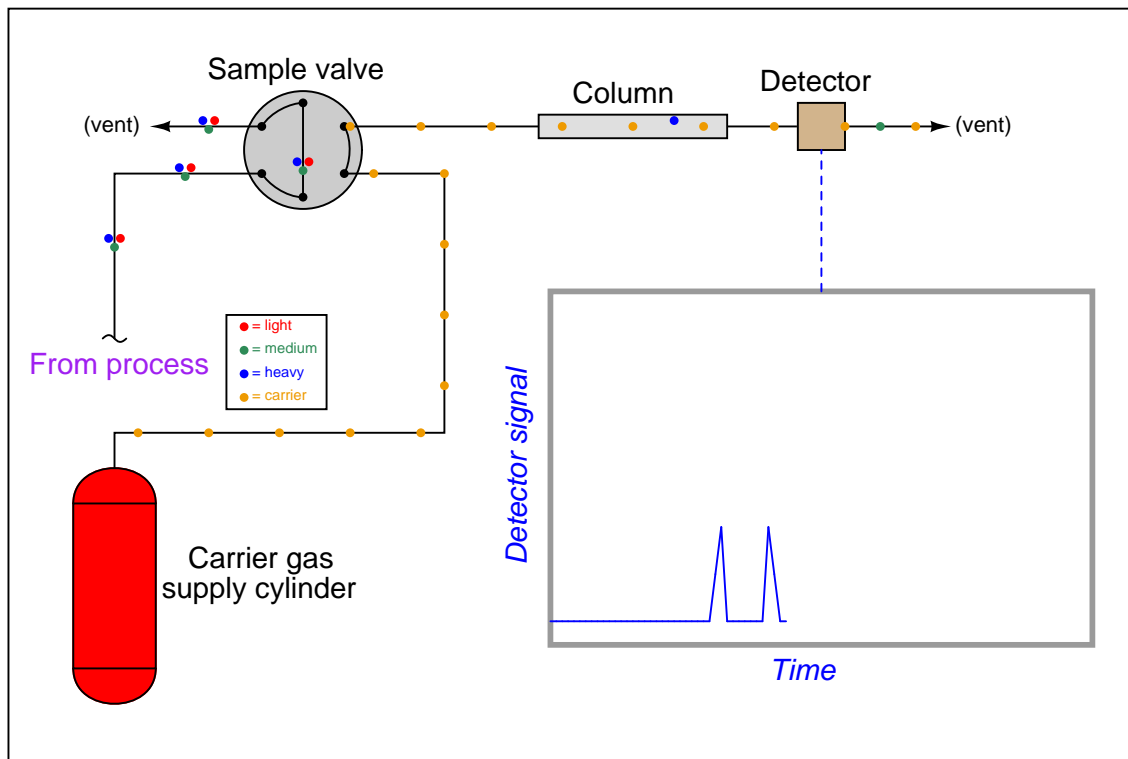 Sample valve
Column
Detector
(vent)
(vent)
= light
= medium
= heavy
= carrier
From process
Carrier gas
supply cylinder
Detector signal
Time